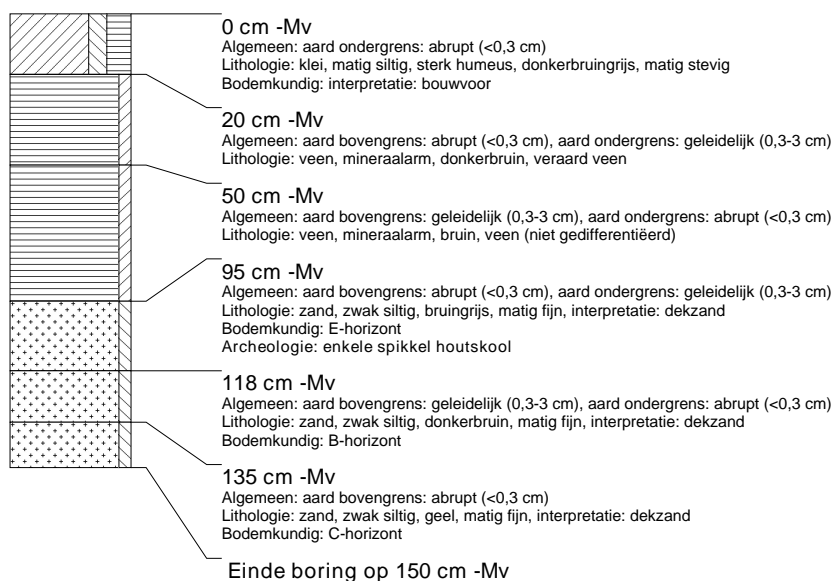 0 cm -Mv
Algemeen: aard ondergrens: abrupt (<0,3 cm)
Lithologie: klei, matig siltig, sterk humeus, donkerbruingrijs, matig stevig
Bodemkundig: interpretatie: bouwvoor
20 cm -Mv
Algemeen: aard bovengrens: abrupt (<0,3 cm), aard ondergrens: geleidelijk (0,3-3 cm)
Lithologie: veen, mineraalarm, donkerbruin, veraard veen
50 cm -Mv
Algemeen: aard bovengrens: geleidelijk (0,3-3 cm), aard ondergrens: abrupt (<0,3 cm)
Lithologie: veen, mineraalarm, bruin, veen (niet gedifferentiëerd)
95 cm -Mv
Algemeen: aard bovengrens: abrupt (<0,3 cm), aard ondergrens: geleidelijk (0,3-3 cm)
Lithologie: zand, zwak siltig, bruingrijs, matig fijn, interpretatie: dekzand
Bodemkundig: E-horizont
Archeologie: enkele spikkel houtskool
118 cm -Mv
Algemeen: aard bovengrens: geleidelijk (0,3-3 cm), aard ondergrens: abrupt (<0,3 cm)
Lithologie: zand, zwak siltig, donkerbruin, matig fijn, interpretatie: dekzand
Bodemkundig: B-horizont
135 cm -Mv
Algemeen: aard bovengrens: abrupt (<0,3 cm)
Lithologie: zand, zwak siltig, geel, matig fijn, interpretatie: dekzand
Bodemkundig: C-horizont
Einde boring op 150 cm -Mv